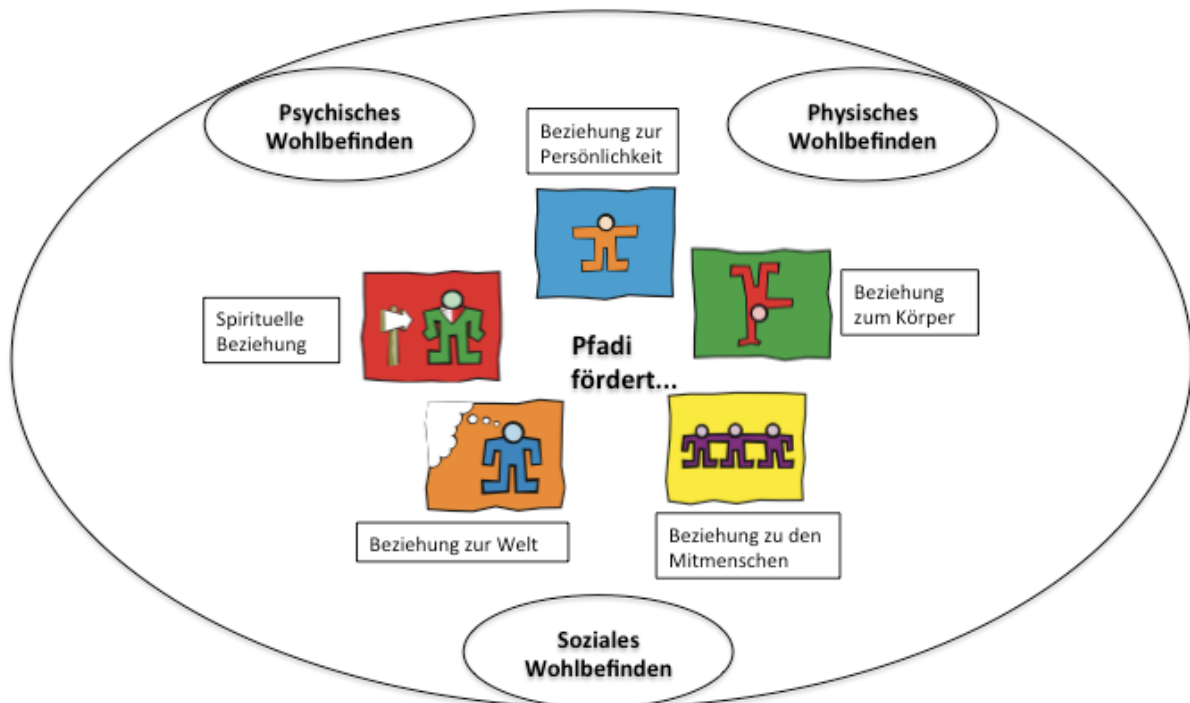 Psychisches
Wohlbefinden
Physisches
Wohlbefinden
Beziehung zur
Persönlichkeit
Spirituelle
Beziehung
Beziehung
zum Körper
Pfadi
fördert...
Beziehung zur Welt
Beziehung zu den
Mitmenschen
Soziales
Wohlbefinden